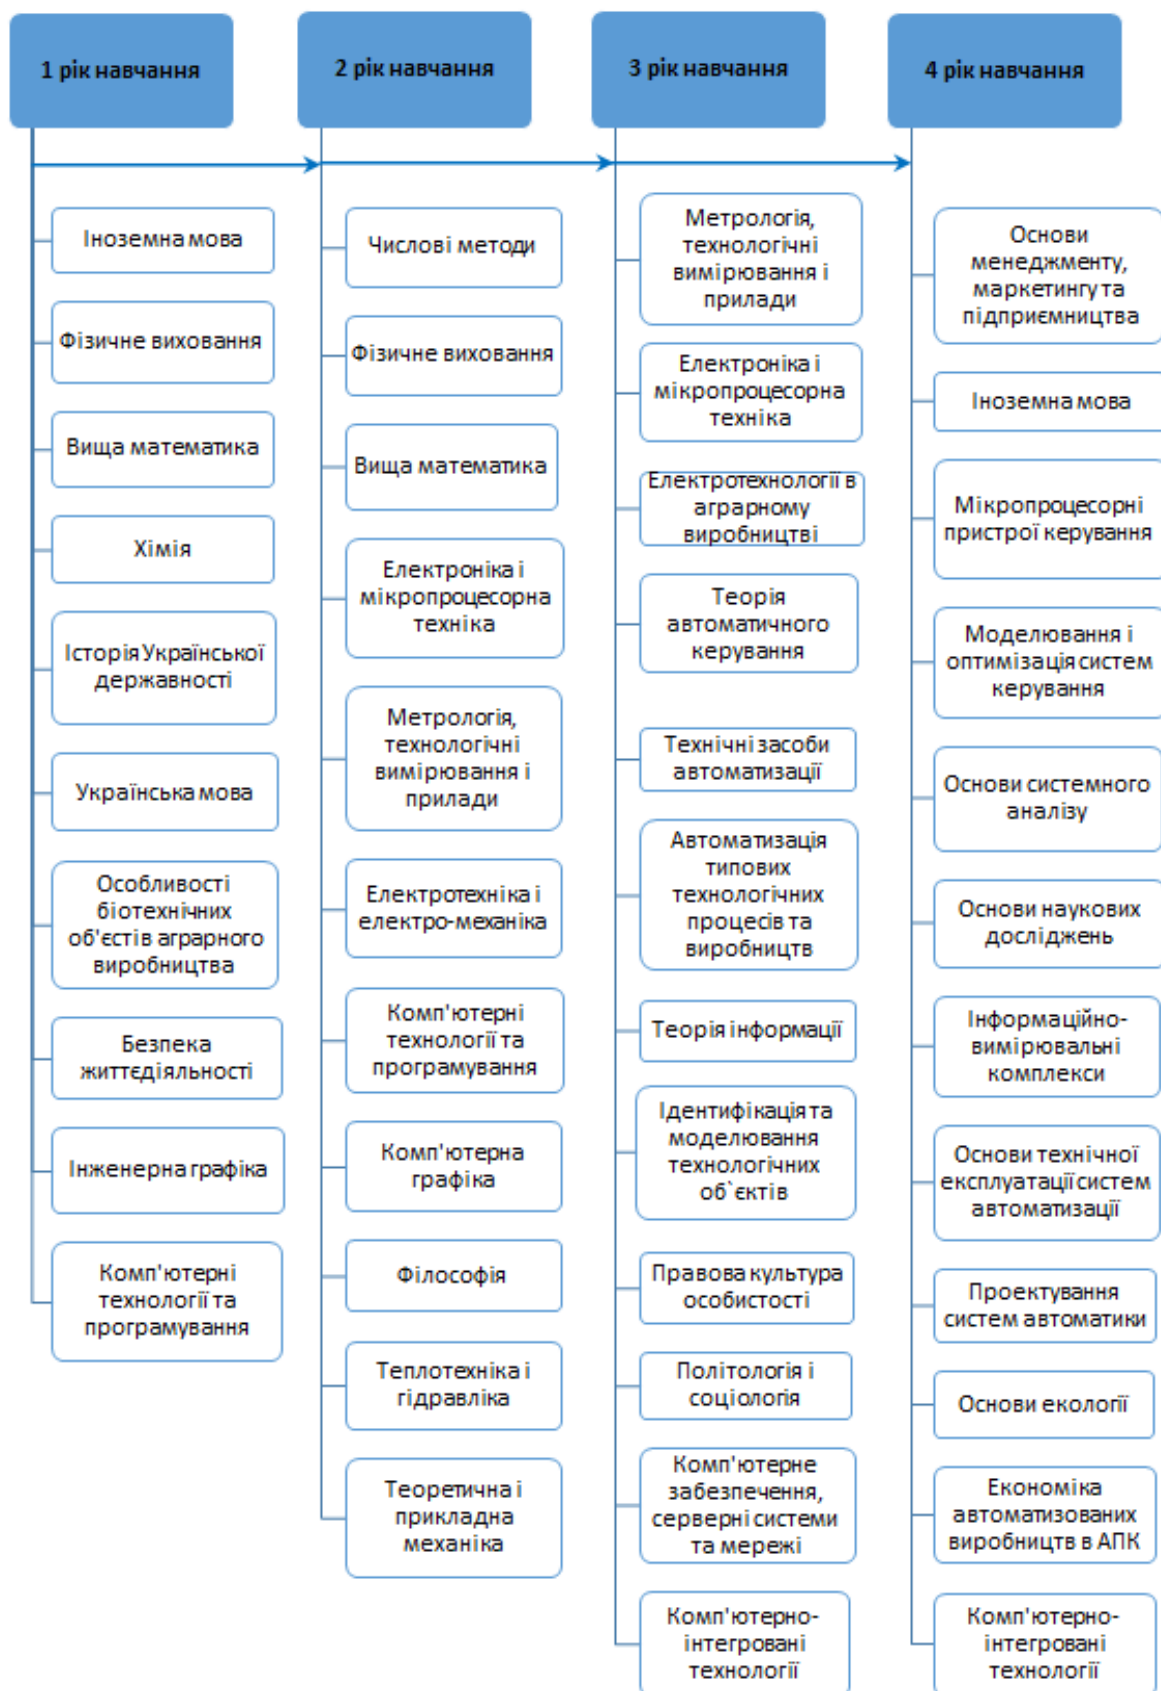 1 рік навчання
Іноземна мова
Фізичне виховання
Вища математика
Хімія
Історія Української
державності
Українська мова
Особливості
біотехнічних
об'єстів аграрного
виробництва
Безпека
життєдіяльності
Інженерна графіка
Комп'ютерні
технології та
програмування
2 рік навчання
Числові методи
Фізичне виховання
Вища математика
Електроніка і
мікропроцесорна
техніка
Метрологія,
технологічні
вимірювання і
прилади
Електротехніка і
електро-механіка
Комп'ютерні
технології та
програмування
Комп'ютерна
графіка
Філософія
Теплотехніка і
гідравліка
Теоретична і
прикладна
механіка
3 рік навчання
Метрологія,
технологічні
вимірювання і
прилади
Електроніка і
мікропроцесорна
техніка
Електротехнології в
аграрному
виробництві
Теорія
автоматичного
керування
Технічні засоби
автоматизації
Автоматизація
типових
технологічних
процесів та
виробництв
Теорія інформації
Ідентифікація та
моделювання
технологічних
об`єктів
Правова культура
особистості
Політологія і
соціологія
Комп'ютерне
забезпечення,
серверні системи
та мережі
Комп'ютерно-
інтегровані
технології
4 рік навчання
Основи
менеджменту,
маркетингу та
підприємництва
Іноземна мова
Мікропроцесорні
пристрої керування
Моделювання і
оптимізація систем
керування
Основи системного
аналізу
Основи наукових
досліджень
Інформаційно-
вимірювальні
комплекси
Основи технічної
експлуатації систем
автоматизації
Проектування
систем автоматики
Основи екології
Економіка
автоматизованих
виробництв в АПК
Комп'ютерно-
інтегровані
технології